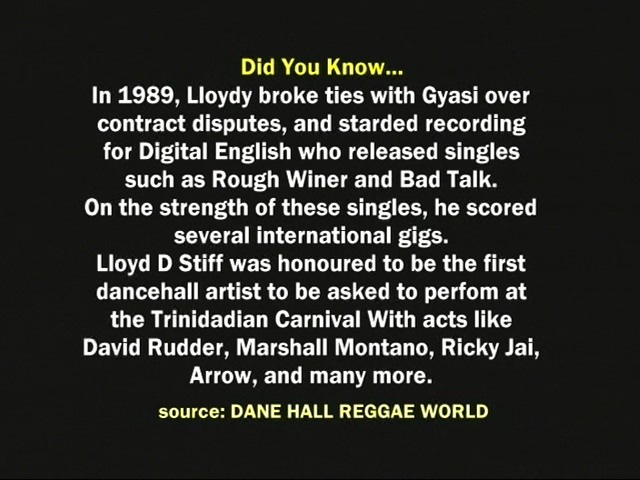 Did You Know...
In 1989, Lloydy broke ties with Gyasi over
contract disputes, and starded recording
for Digital English who released singles
such as Rough Winer and Bad Talk.
On the strength of these singles, he scored
several international gigs.
Lloyd D Stiff was honoured to be the first
dancehall artist to be asked to perfom at
the Trinidadian Carnival With acts like
David Rudder, Marshall Montano, Ricky Jai,
Arrow, and many more.
source: DANE HALL REGGAE WORLD